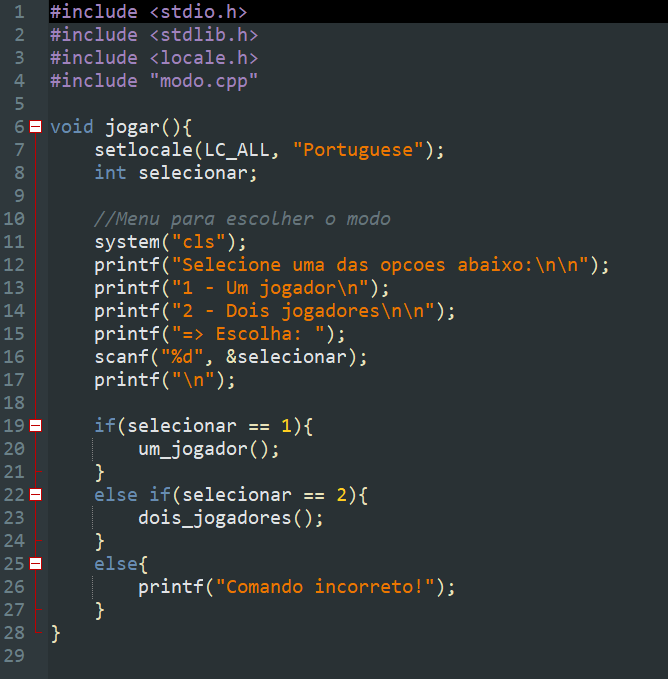 1 #include <stdio.h>
2 #include <stdlib.h>
3 #include <locale.h>
4 #include "modo.cpp"
5
6 void jogar(){
7     setlocale(LC_ALL, "Portuguese");
8     int selecionar;
9
10     //Menu para escolher o modo
11     system("cls");
12     printf("Selecione uma das opcoes abaixo:\n\n");
13     printf("1 - Um jogador\n");
14     printf("2 - Dois jogadores\n\n");
15     printf("=> Escolha: ");
16     scanf("%d", &selecionar);
17     printf("\n");
18
19     if(selecionar == 1){
20         um_jogador();
21     }
22     else if(selecionar == 2){
23         dois_jogadores();
24     }
25     else{
26         printf("Comando incorreto!");
27     }
28 }
29